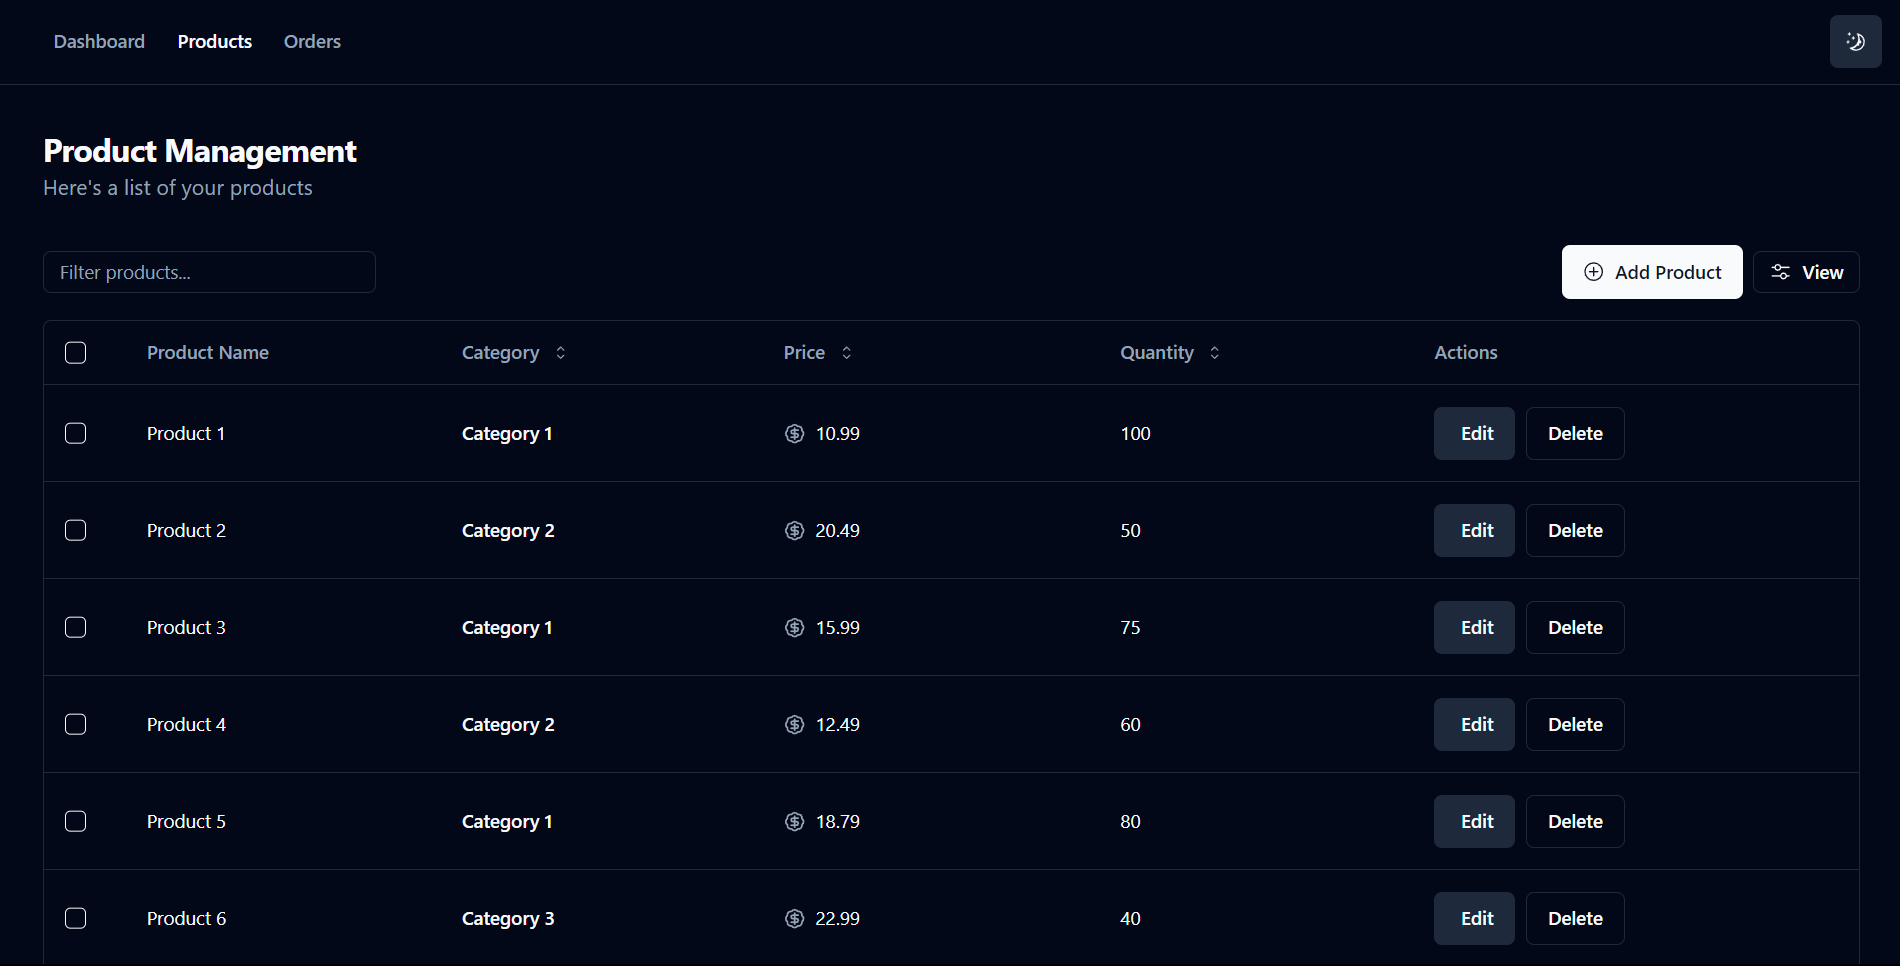 Dashboard Products Orders
Product Management
Here's a list of your products
Filter products... Add Product View
Product Name Category Price Quantity Actions
Product 1 Category 1 10.99 100 Edit Delete
Product 2 Category 2 20.49 50 Edit Delete
Product 3 Category 1 15.99 75 Edit Delete
Product 4 Category 2 12.49 60 Edit Delete
Product 5 Category 1 18.79 80 Edit Delete
Product 6 Category 3 22.99 40 Edit Delete